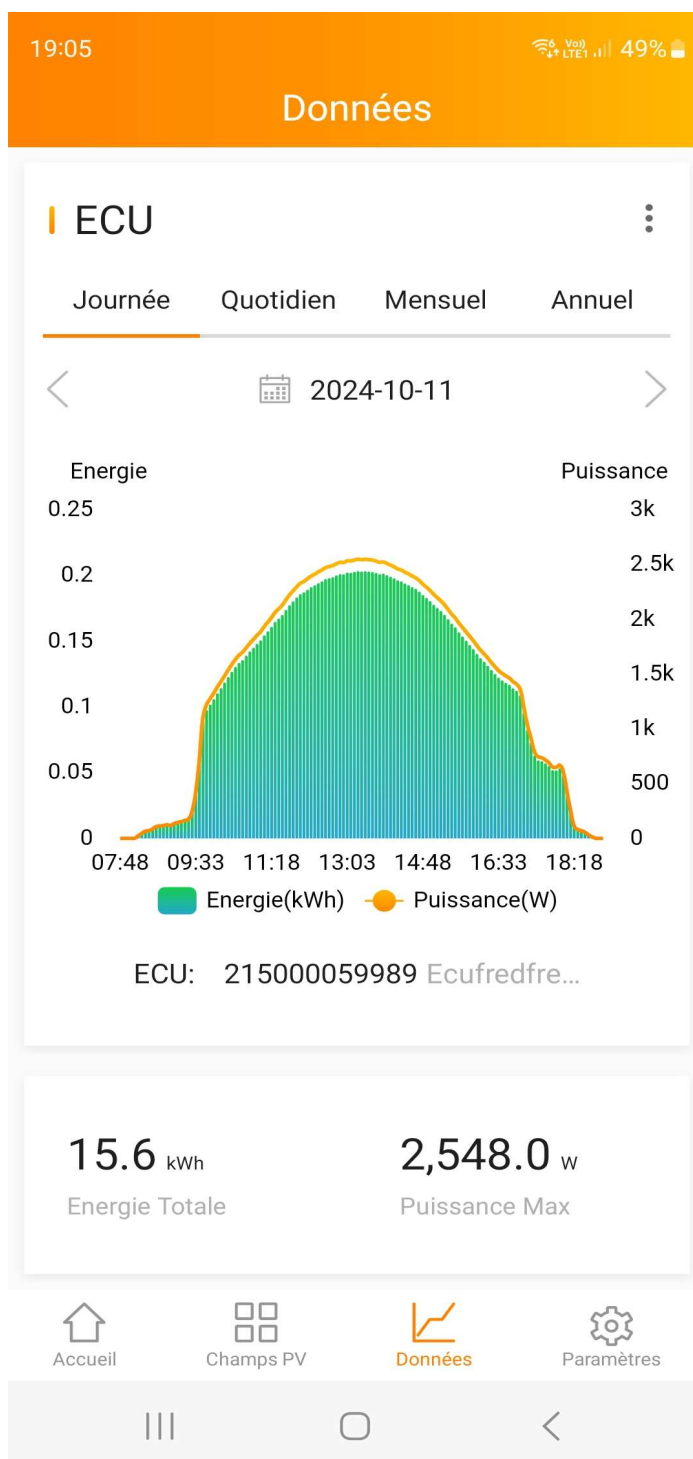 19:05 6 Vo)) LTE1 49%
Données
ECU
Journée Quotidien Mensuel Annuel
2024-10-11
Energie Puissance
0.25 3k
2.5k
0.2
2k
0.15
1.5k
0.1
1k
0.05
500
0 0
07:48 09:33 11:18 13:03 14:48 16:33 18:18
Energie(kWh) Puissance(W)
ECU: 215000059989 Ecufredfre...
15.6 kWh 2,548.0 W
Energie Totale Puissance Max
Accueil Champs PV Données Paramètres